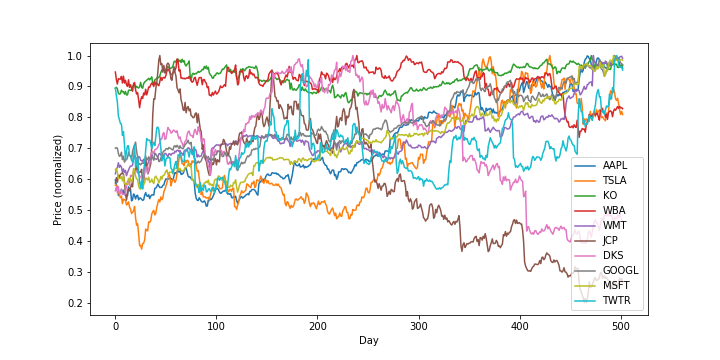 1.0
0.9
0.8
0.7
0.6
0.5
0.4
0.3
0.2
Price (normalized)
0 100 200 300 400 500
Day
AAPL
TSLA
KO
WBA
WMT
JCP
DKS
GOOGL
MSFT
TWTR